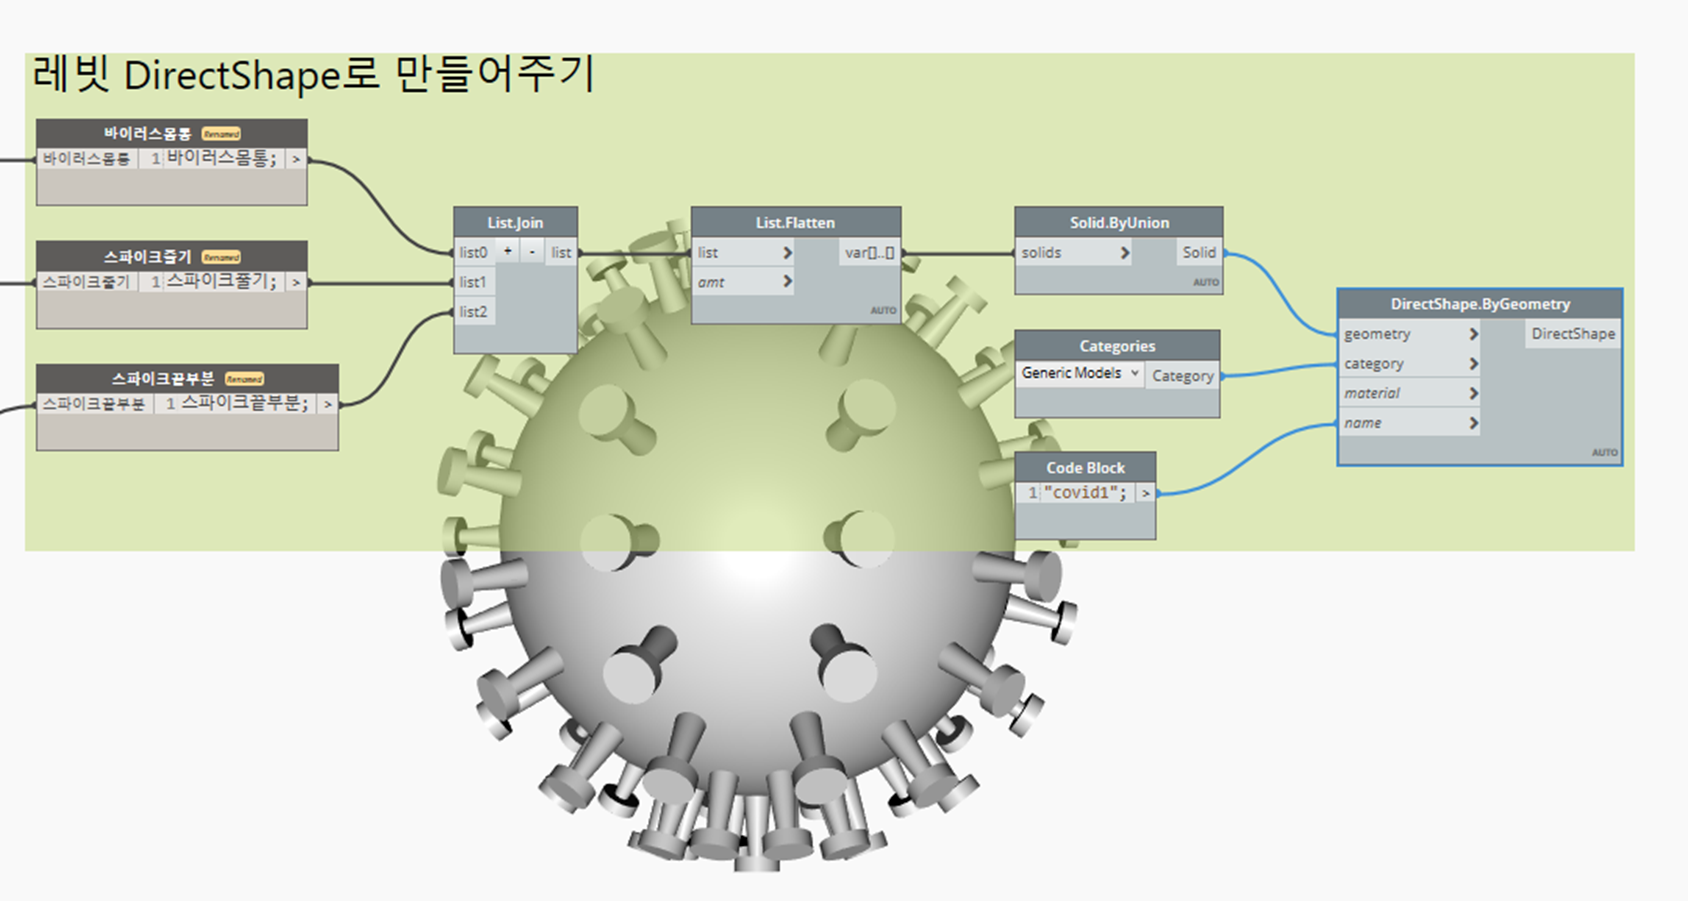 레빗 DirectShape로 만들어주기
바이러스몸통 Renamed
바이러스몸통 1 바이러스몸통; >
스파이크줄기 Renamed
스파이크줄기 1 스파이크줄기; >
스파이크끝부분 Renamed
스파이크끝부분 1 스파이크끝부분; >
List.Join
list0 + - list
list1
list2
List.Flatten
list > var[]..[]
amt >
AUTO
Solid.ByUnion
solids > Solid
AUTO
Categories
Generic Models Category
Code Block
1 "covid1"; >
DirectShape.ByGeometry
geometry > DirectShape
category >
material >
name >
AUTO